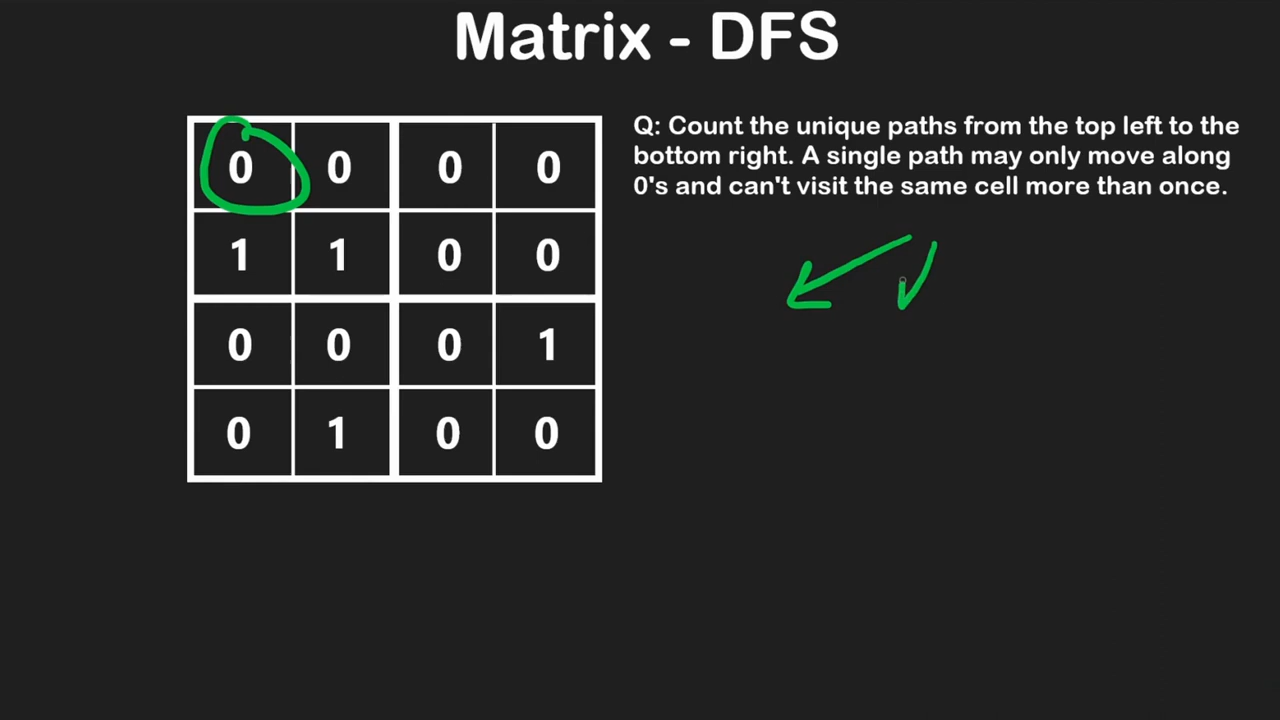 Matrix - DFS
Q: Count the unique paths from the top left to the
bottom right. A single path may only move along
0's and can't visit the same cell more than once.
0 0 0 0
1 1 0 0
0 0 0 1
0 1 0 0